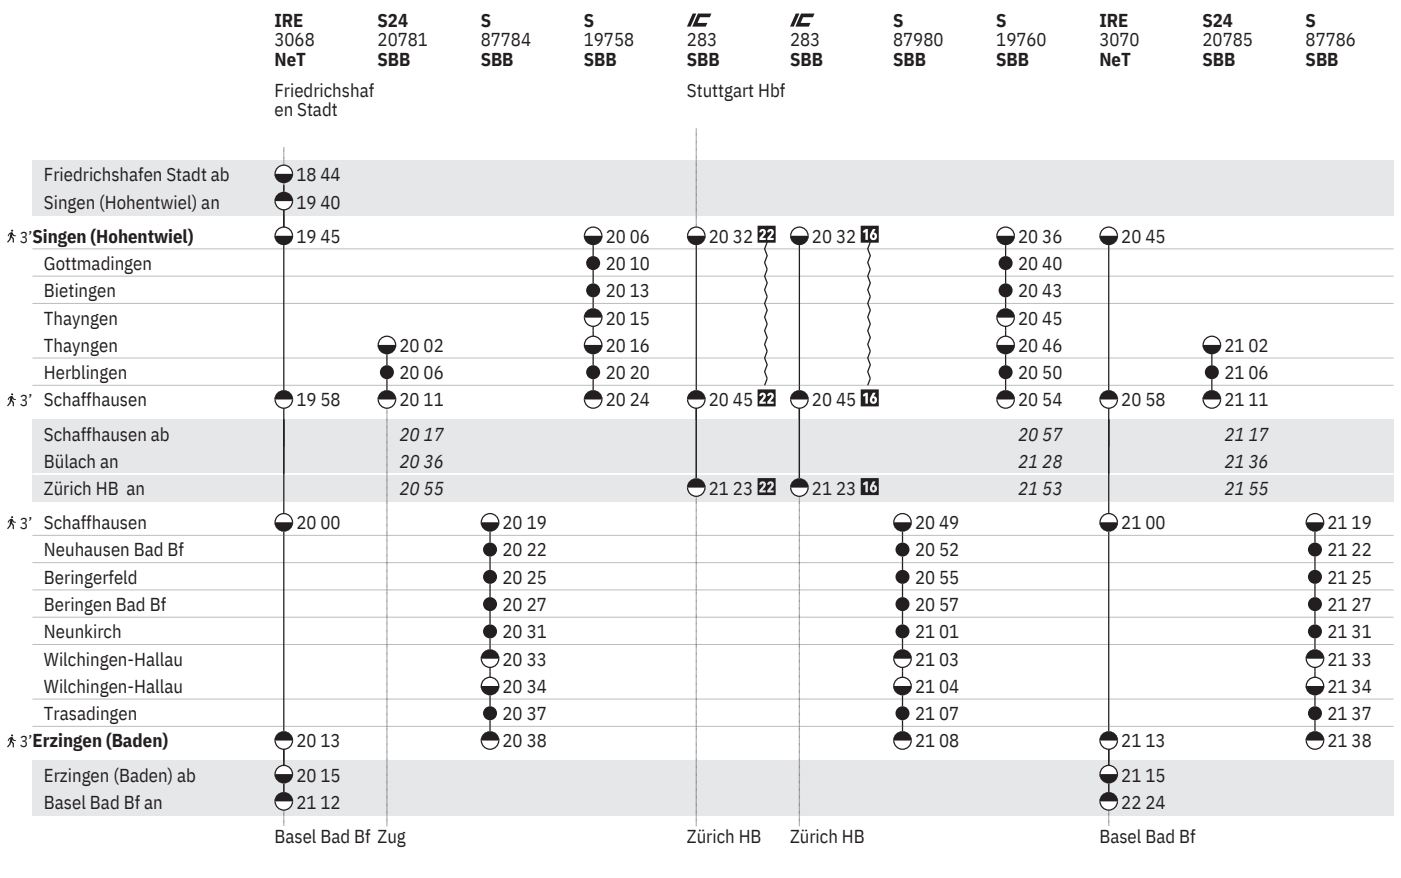 IRE S24 S S IC IC S S IRE S24 S
3068 20781 87784 19758 283 283 87980 19760 3070 20785 87786
NeT SBB SBB SBB SBB SBB SBB SBB NeT SBB SBB
Friedrichshaf Stuttgart Hbf
en Stadt
Friedrichshafen Stadt ab 18 44
Singen (Hohentwiel) an 19 40
3' Singen (Hohentwiel) 19 45 20 06 20 32 22 20 32 16 20 36 20 45
Gottmadingen 20 10 20 40
Bietingen 20 13 20 43
Thayngen 20 15 20 45
Thayngen 20 02 20 16 20 46 21 02
Herblingen 20 06 20 20 20 50 21 06
3' Schaffhausen 19 58 20 11 20 24 20 45 22 20 45 16 20 54 20 58 21 11
Schaffhausen ab 20 17 20 57 21 17
Bülach an 20 36 21 28 21 36
Zürich HB an 20 55 21 23 22 21 23 16 21 53 21 55
3' Schaffhausen 20 00 20 19 20 49 21 00 21 19
Neuhausen Bad Bf 20 22 20 52 21 22
Beringerfeld 20 25 20 55 21 25
Beringen Bad Bf 20 27 20 57 21 27
Neunkirch 20 31 21 01 21 31
Wilchingen-Hallau 20 33 21 03 21 33
Wilchingen-Hallau 20 34 21 04 21 34
Trasadingen 20 37 21 07 21 37
3' Erzingen (Baden) 20 13 20 38 21 08 21 13 21 38
Erzingen (Baden) ab 20 15 21 15
Basel Bad Bf an 21 12 22 24
Basel Bad Bf Zug Zürich HB Zürich HB Basel Bad Bf